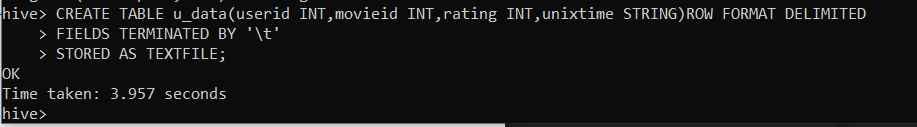 hive> CREATE TABLE u_data(userid INT,movieid INT,rating INT,unixtime STRING)ROW FORMAT DELIMITED
    > FIELDS TERMINATED BY '\t'
    > STORED AS TEXTFILE;
OK
Time taken: 3.957 seconds
hive>